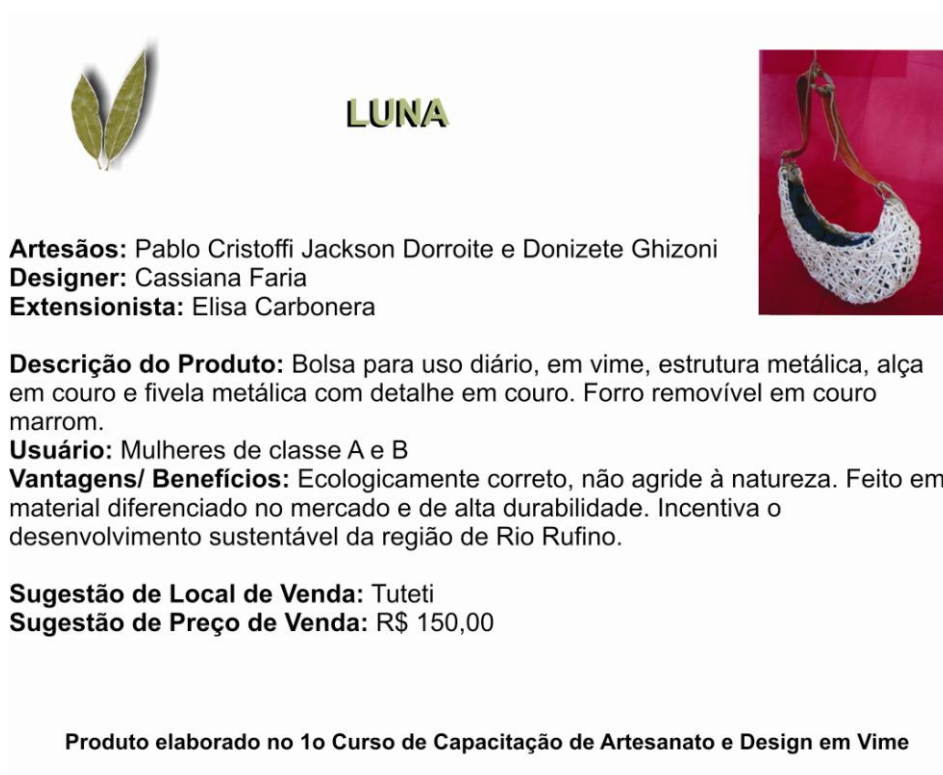 LUNA
Artesãos: Pablo Cristoffi Jackson Dorroite e Donizete Ghizoni
Designer: Cassiana Faria
Extensionista: Elisa Carbonera
Descrição do Produto: Bolsa para uso diário, em vime, estrutura metálica, alça
em couro e fivela metálica com detalhe em couro. Forro removível em couro
marrom.
Usuário: Mulheres de classe A e B
Vantagens/ Benefícios: Ecologicamente correto, não agride à natureza. Feito em
material diferenciado no mercado e de alta durabilidade. Incentiva o
desenvolvimento sustentável da região de Rio Rufino.
Sugestão de Local de Venda: Tuteti
Sugestão de Preço de Venda: R$ 150,00
Produto elaborado no 1o Curso de Capacitação de Artesanato e Design em Vime